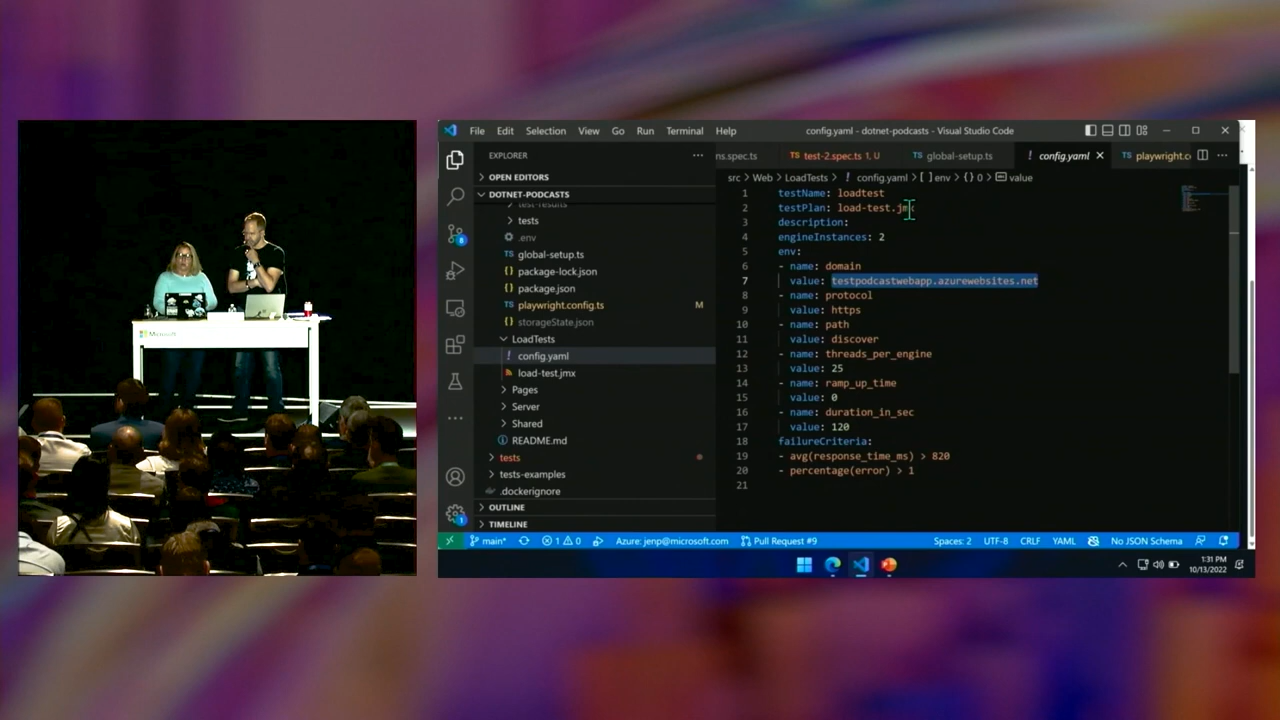 Microsoft
File Edit Selection View Go Run Terminal Help
config.yaml - dotnet-podcasts - Visual Studio Code
EXPLORER
ns.spec.ts
test-2.spec.ts 1, U
global-setup.ts
config.yaml
playwright.co
OPEN EDITORS
DOTNET-PODCASTS
test-results
tests
.env
global-setup.ts
package-lock.json
package.json
playwright.config.ts M
storageState.json
LoadTests
config.yaml
load-test.jmx
Pages
Server
Shared
README.md
tests
tests-examples
.dockerignore
OUTLINE
TIMELINE
src > Web > LoadTests > config.yaml > [ ] env > {} 0 > value
1 testName: loadtest
2 testPlan: load-test.jmx
3 description:
4 engineInstances: 2
5 env:
6 - name: domain
7 value: testpodcastwebapp.azurewebsites.net
8 - name: protocol
9 value: https
10 - name: path
11 value: discover
12 - name: threads_per_engine
13 value: 25
14 - name: ramp_up_time
15 value: 0
16 - name: duration_in_sec
17 value: 120
18 failureCriteria:
19 - avg(response_time_ms) > 820
20 - percentage(error) > 1
21
8
1
main* 1 0 Azure: jenp@microsoft.com Pull Request #9 Spaces: 2 UTF-8 CRLF YAML No JSON Schema
1:31 PM
10/13/2022